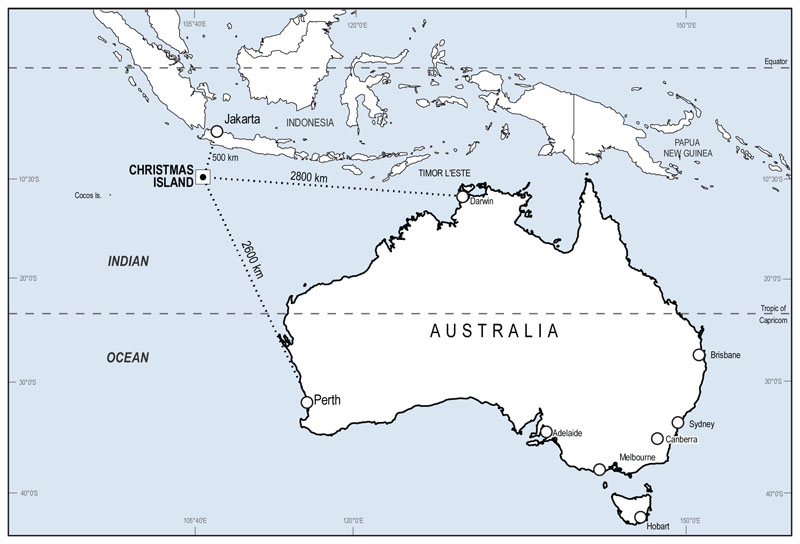 105°40'E
120°0'E
150°0'E
Equator
Jakarta
INDONESIA
PAPUA
NEW GUINEA
500 km
CHRISTMAS
ISLAND
2800 km
TIMOR L'ESTE
10°30'S
10°30'S
Cocos Is.
Darwin
INDIAN
2600 km
20°0'S
20°0'S
Tropic of
Capricorn
AUSTRALIA
OCEAN
Brisbane
30°0'S
30°0'S
Perth
Sydney
Adelaide
Canberra
Melbourne
40°0'S
40°0'S
Hobart
105°40'E
120°0'E
150°0'E